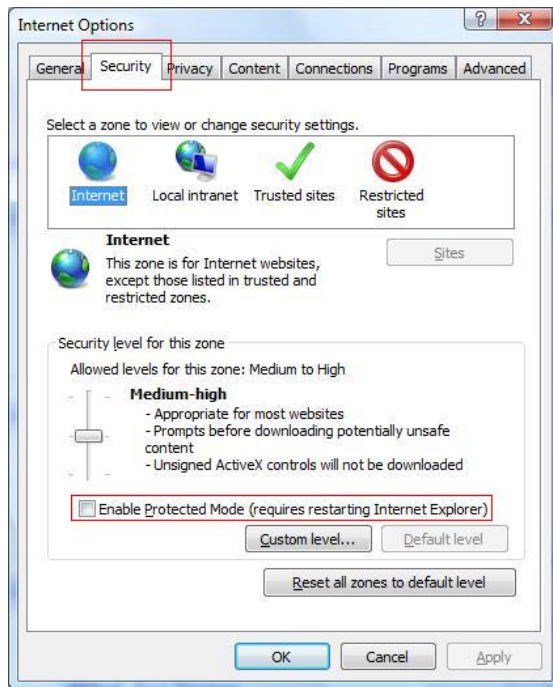 Internet Options
General Security Privacy Content Connections Programs Advanced
Select a zone to view or change security settings.
Internet Local intranet Trusted sites Restricted
sites
Internet
Sites
This zone is for Internet websites,
except those listed in trusted and
restricted zones.
Security level for this zone
Allowed levels for this zone: Medium to High
Medium-high
- Appropriate for most websites
- Prompts before downloading potentially unsafe
content
- Unsigned ActiveX controls will not be downloaded
Enable Protected Mode (requires restarting Internet Explorer)
Custom level... Default level
Reset all zones to default level
OK Cancel Apply